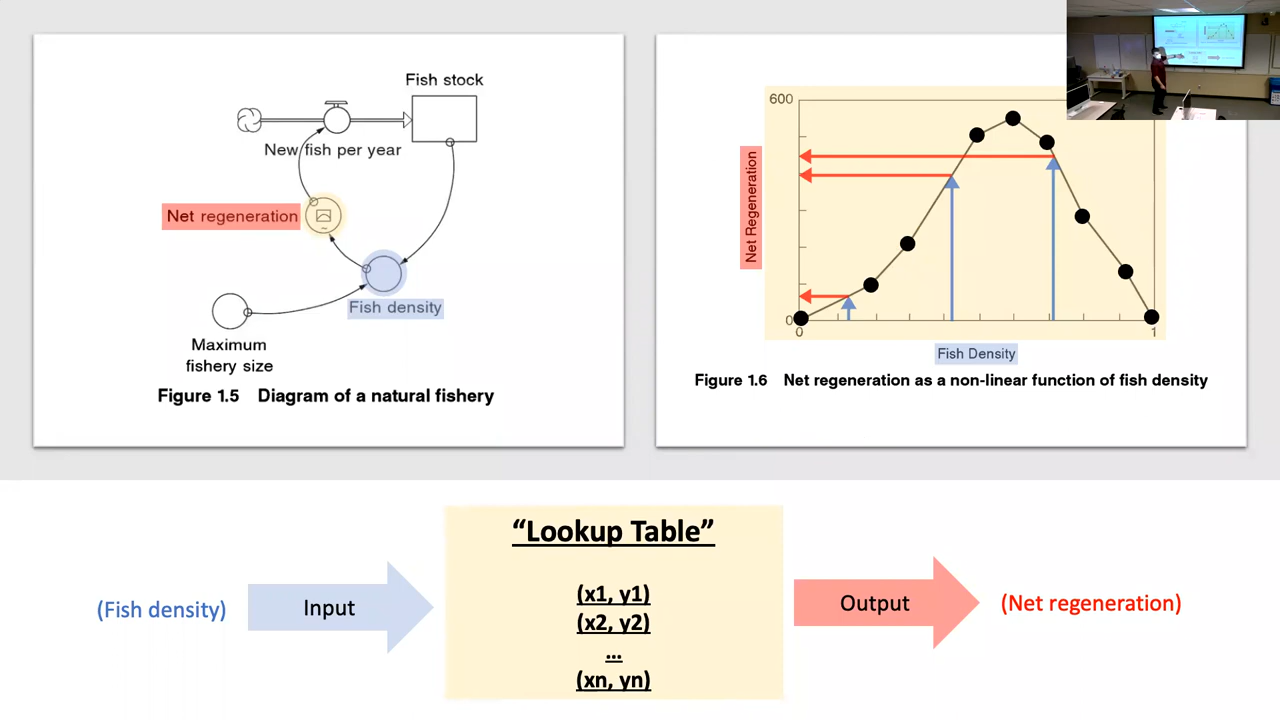 Fish stock
New fish per year
Net regeneration
~
Fish density
Maximum
fishery size
Figure 1.5 Diagram of a natural fishery
600
Net Regeneration
0
0
1
Fish Density
Figure 1.6 Net regeneration as a non-linear function of fish density
“Lookup Table”
(x1, y1)
(x2, y2)
...
(xn, yn)
(Fish density)
Input
Output
(Net regeneration)